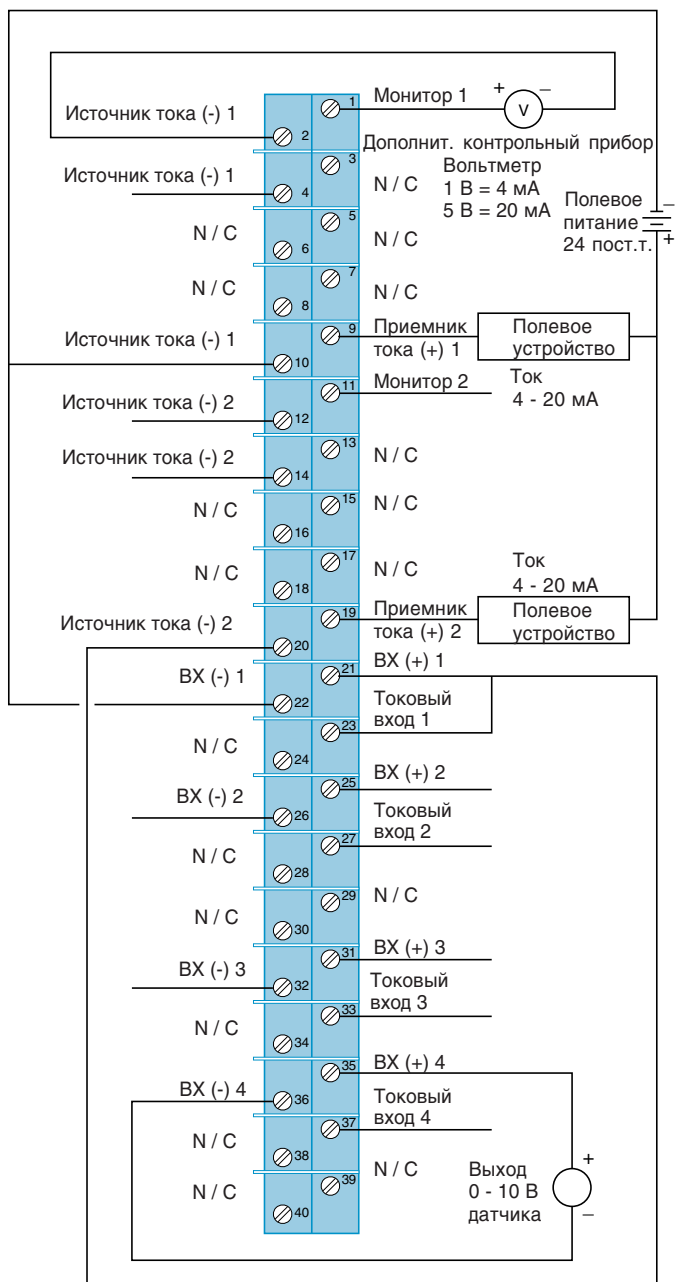 Источник тока (-) 1
1
Монитор 1
+
V
–
2
Дополнит. контрольный прибор
Вольтметр
1 В = 4 мА
5 В = 20 мА
Полевое
питание
24 пост.т.
–
+
Источник тока (-) 1
3
N / C
4
N / C
5
N / C
6
N / C
7
N / C
8
Источник тока (-) 1
9
Приемник
тока (+) 1
Полевое
устройство
10
11
Монитор 2
Ток
4 - 20 мА
Источник тока (-) 2
12
Источник тока (-) 2
13
N / C
14
N / C
15
N / C
16
N / C
17
N / C
18
Ток
4 - 20 мА
Источник тока (-) 2
19
Приемник
тока (+) 2
Полевое
устройство
20
ВХ (-) 1
21
ВХ (+) 1
22
Токовый
вход 1
23
N / C
24
25
ВХ (+) 2
ВХ (-) 2
26
Токовый
вход 2
27
N / C
28
29
N / C
N / C
30
31
ВХ (+) 3
ВХ (-) 3
32
Токовый
вход 3
33
N / C
34
35
ВХ (+) 4
ВХ (-) 4
36
Токовый
вход 4
37
N / C
38
N / C
39
N / C
40
Выход
0 - 10 В
датчика
+
–